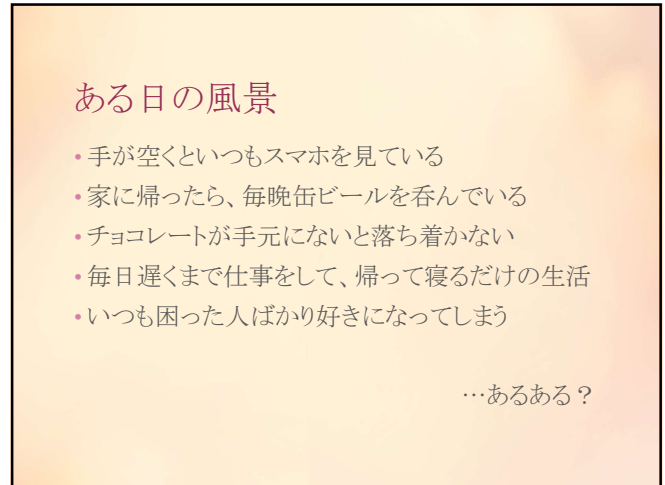 ある日の風景
・手が空くといつもスマホを見ている
・家に帰ったら、毎晩缶ビールを呑んでいる
・チョコレートが手元にないと落ち着かない
・毎日遅くまで仕事をして、帰って寝るだけの生活
・いつも困った人ばかり好きになってしまう
…あるある？